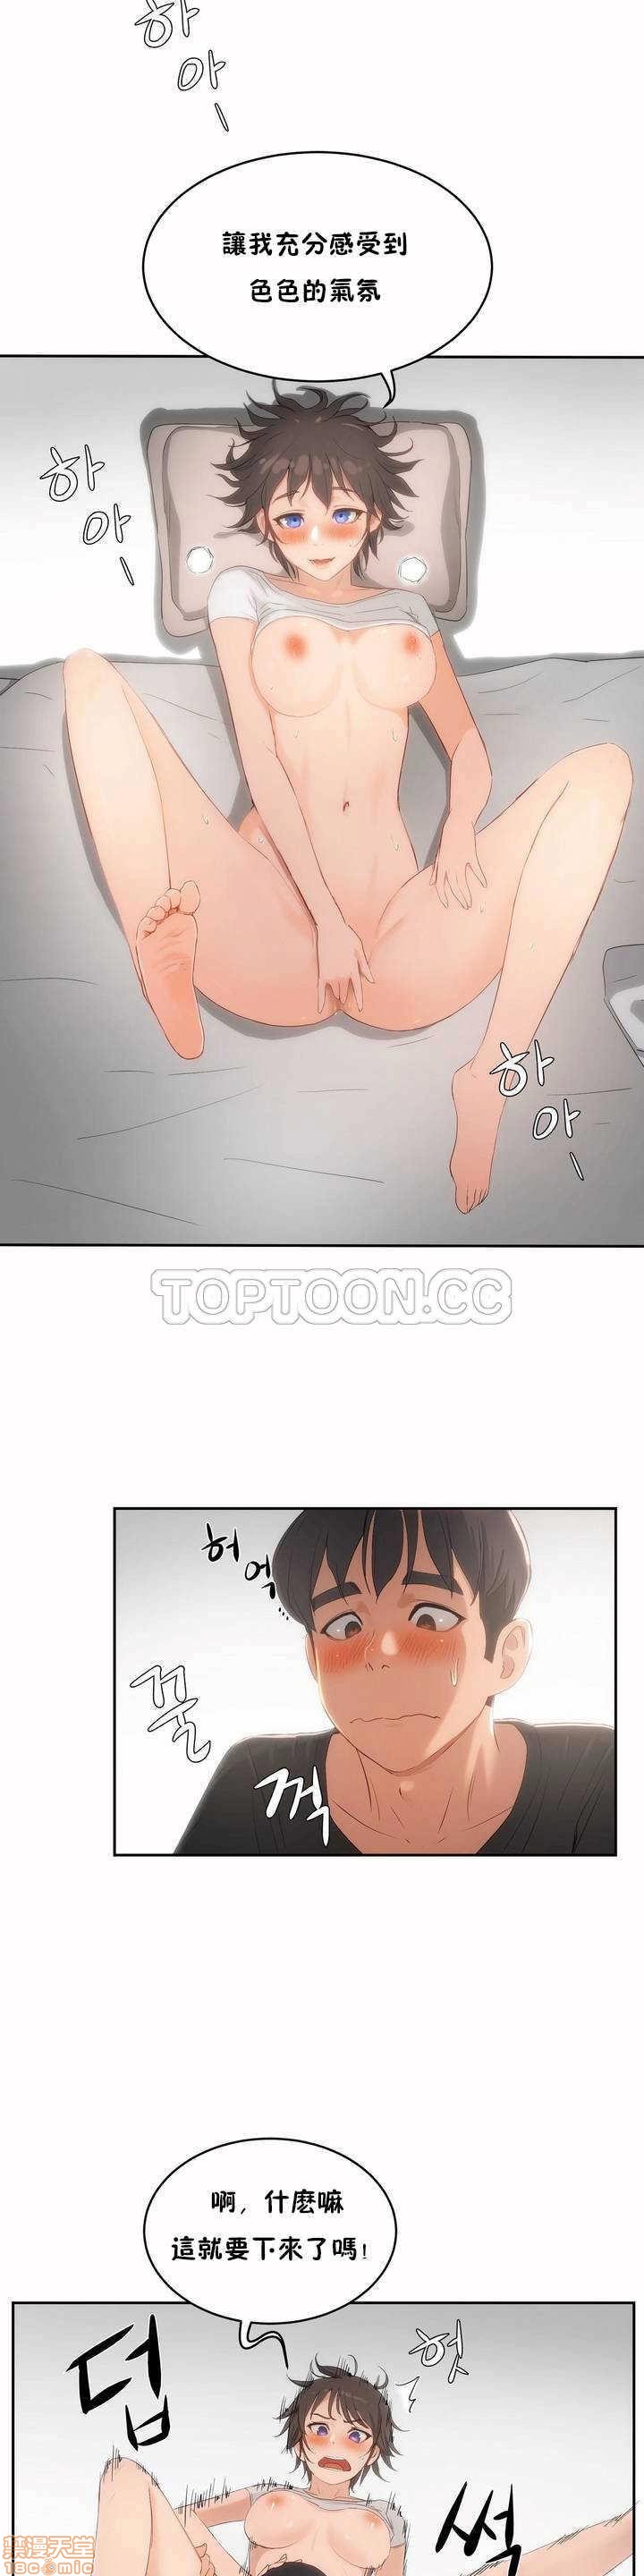 하
아
ㅡ
讓我充分感受到
色色的氣氛
하
아
ㅡ
하
아
ㅡ
TOPTOON.CC
허
억...
꿀
꺽
啊，什麽嘛
這就要下來了嗎!
덥
헛
썩
禁漫天堂
18comic